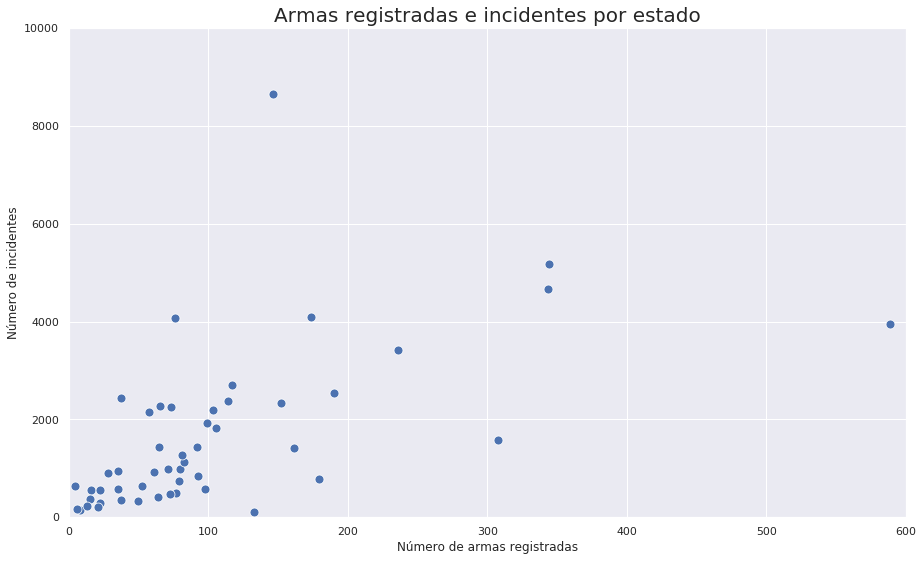 Armas registradas e incidentes por estado
10000
8000
6000
4000
2000
0
Número de incidentes
0 100 200 300 400 500 600
Número de armas registradas